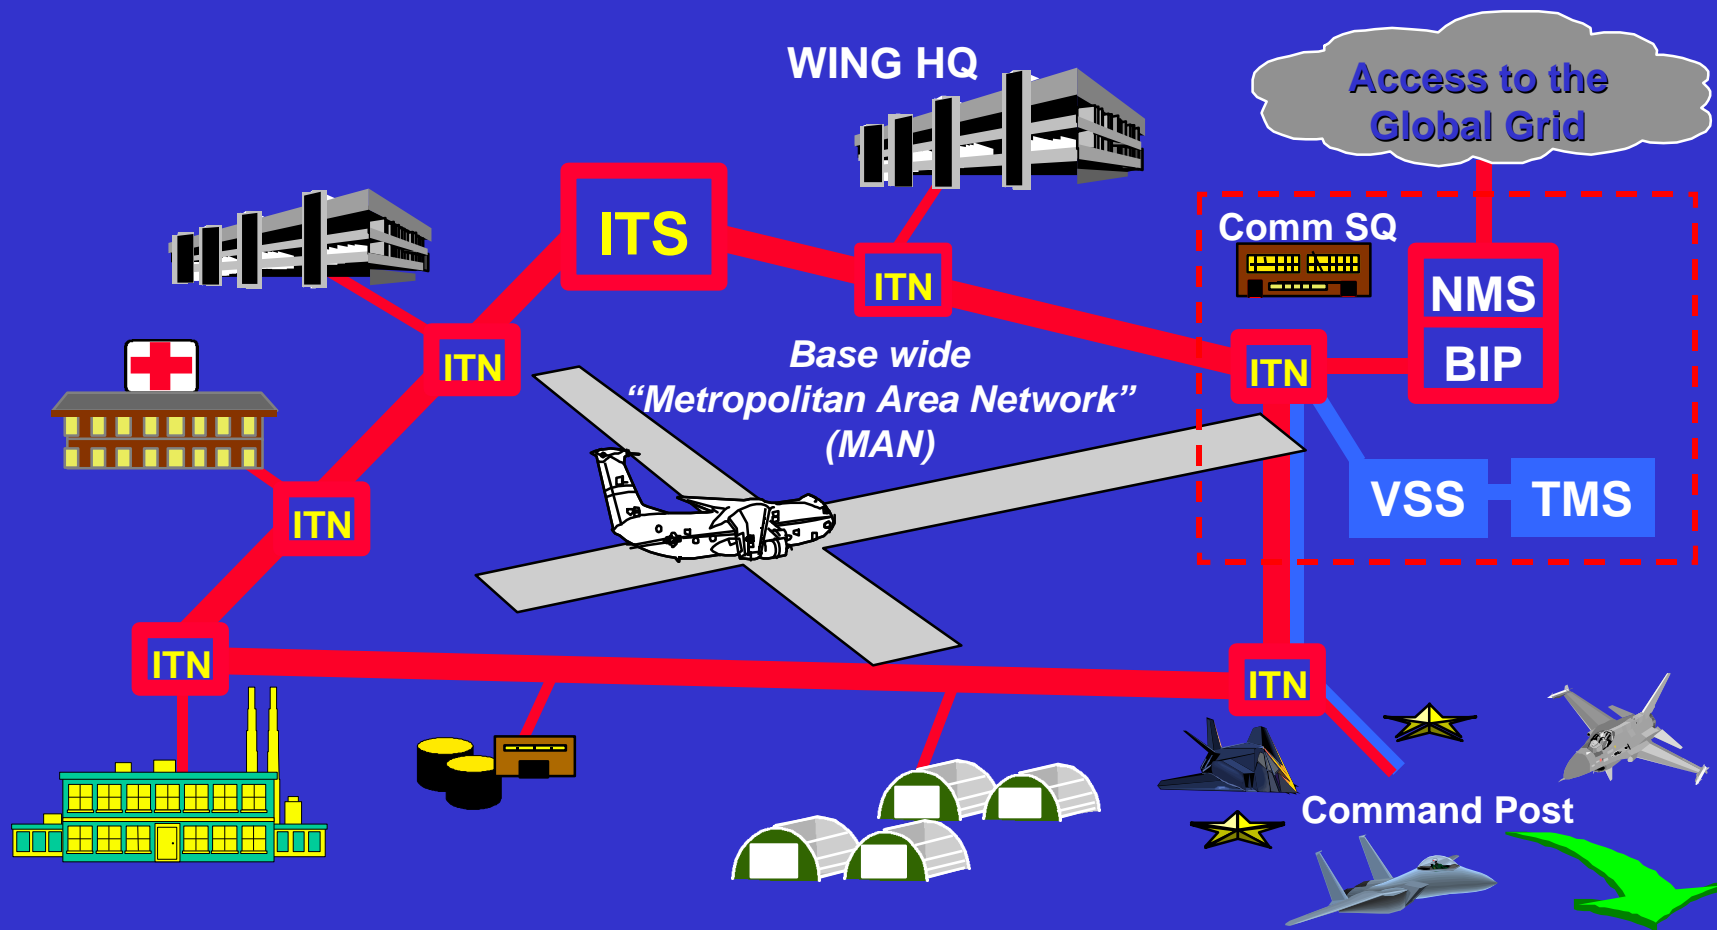 WING HQ
Access to the
Global Grid
ITS
Comm SQ
ITN
NMS
ITN
Base wide
“Metropolitan Area Network”
(MAN)
ITN
BIP
VSS
TMS
ITN
ITN
ITN
Command Post